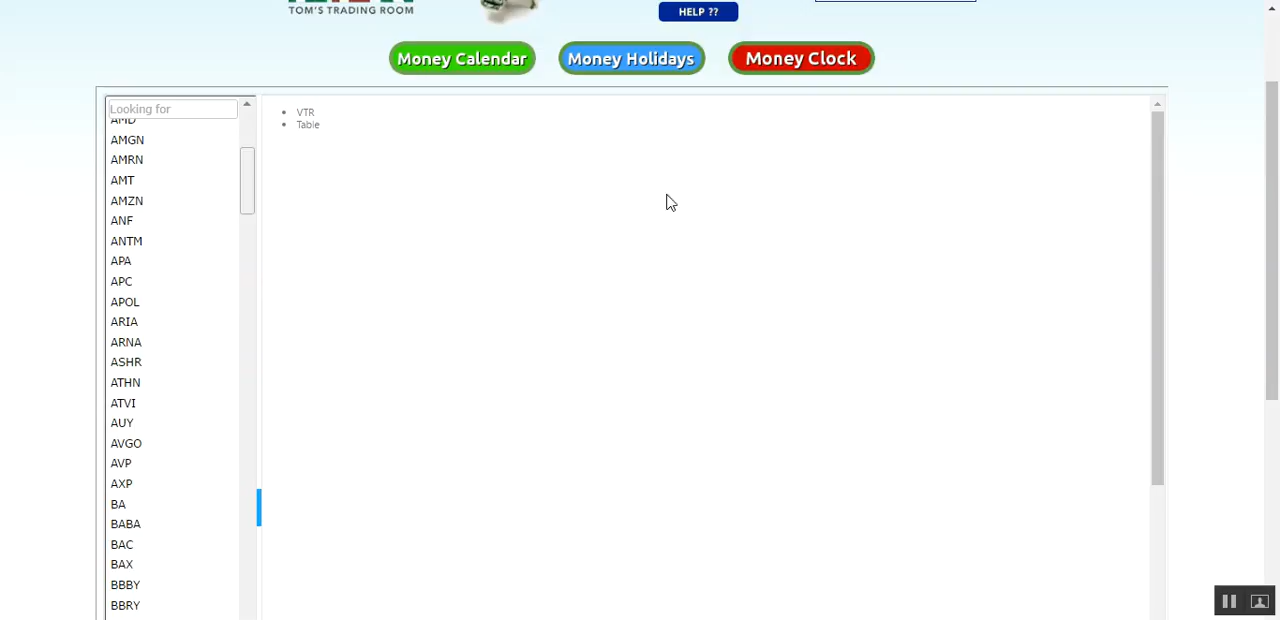 TOM'S TRADING ROOM
HELP ??
Money Calendar
Money Holidays
Money Clock
Looking for
AMD
AMGN
AMRN
AMT
AMZN
ANF
ANTM
APA
APC
APOL
ARIA
ARNA
ASHR
ATHN
ATVI
AUY
AVGO
AVP
AXP
BA
BABA
BAC
BAX
BBBY
BBRY
VTR
Table